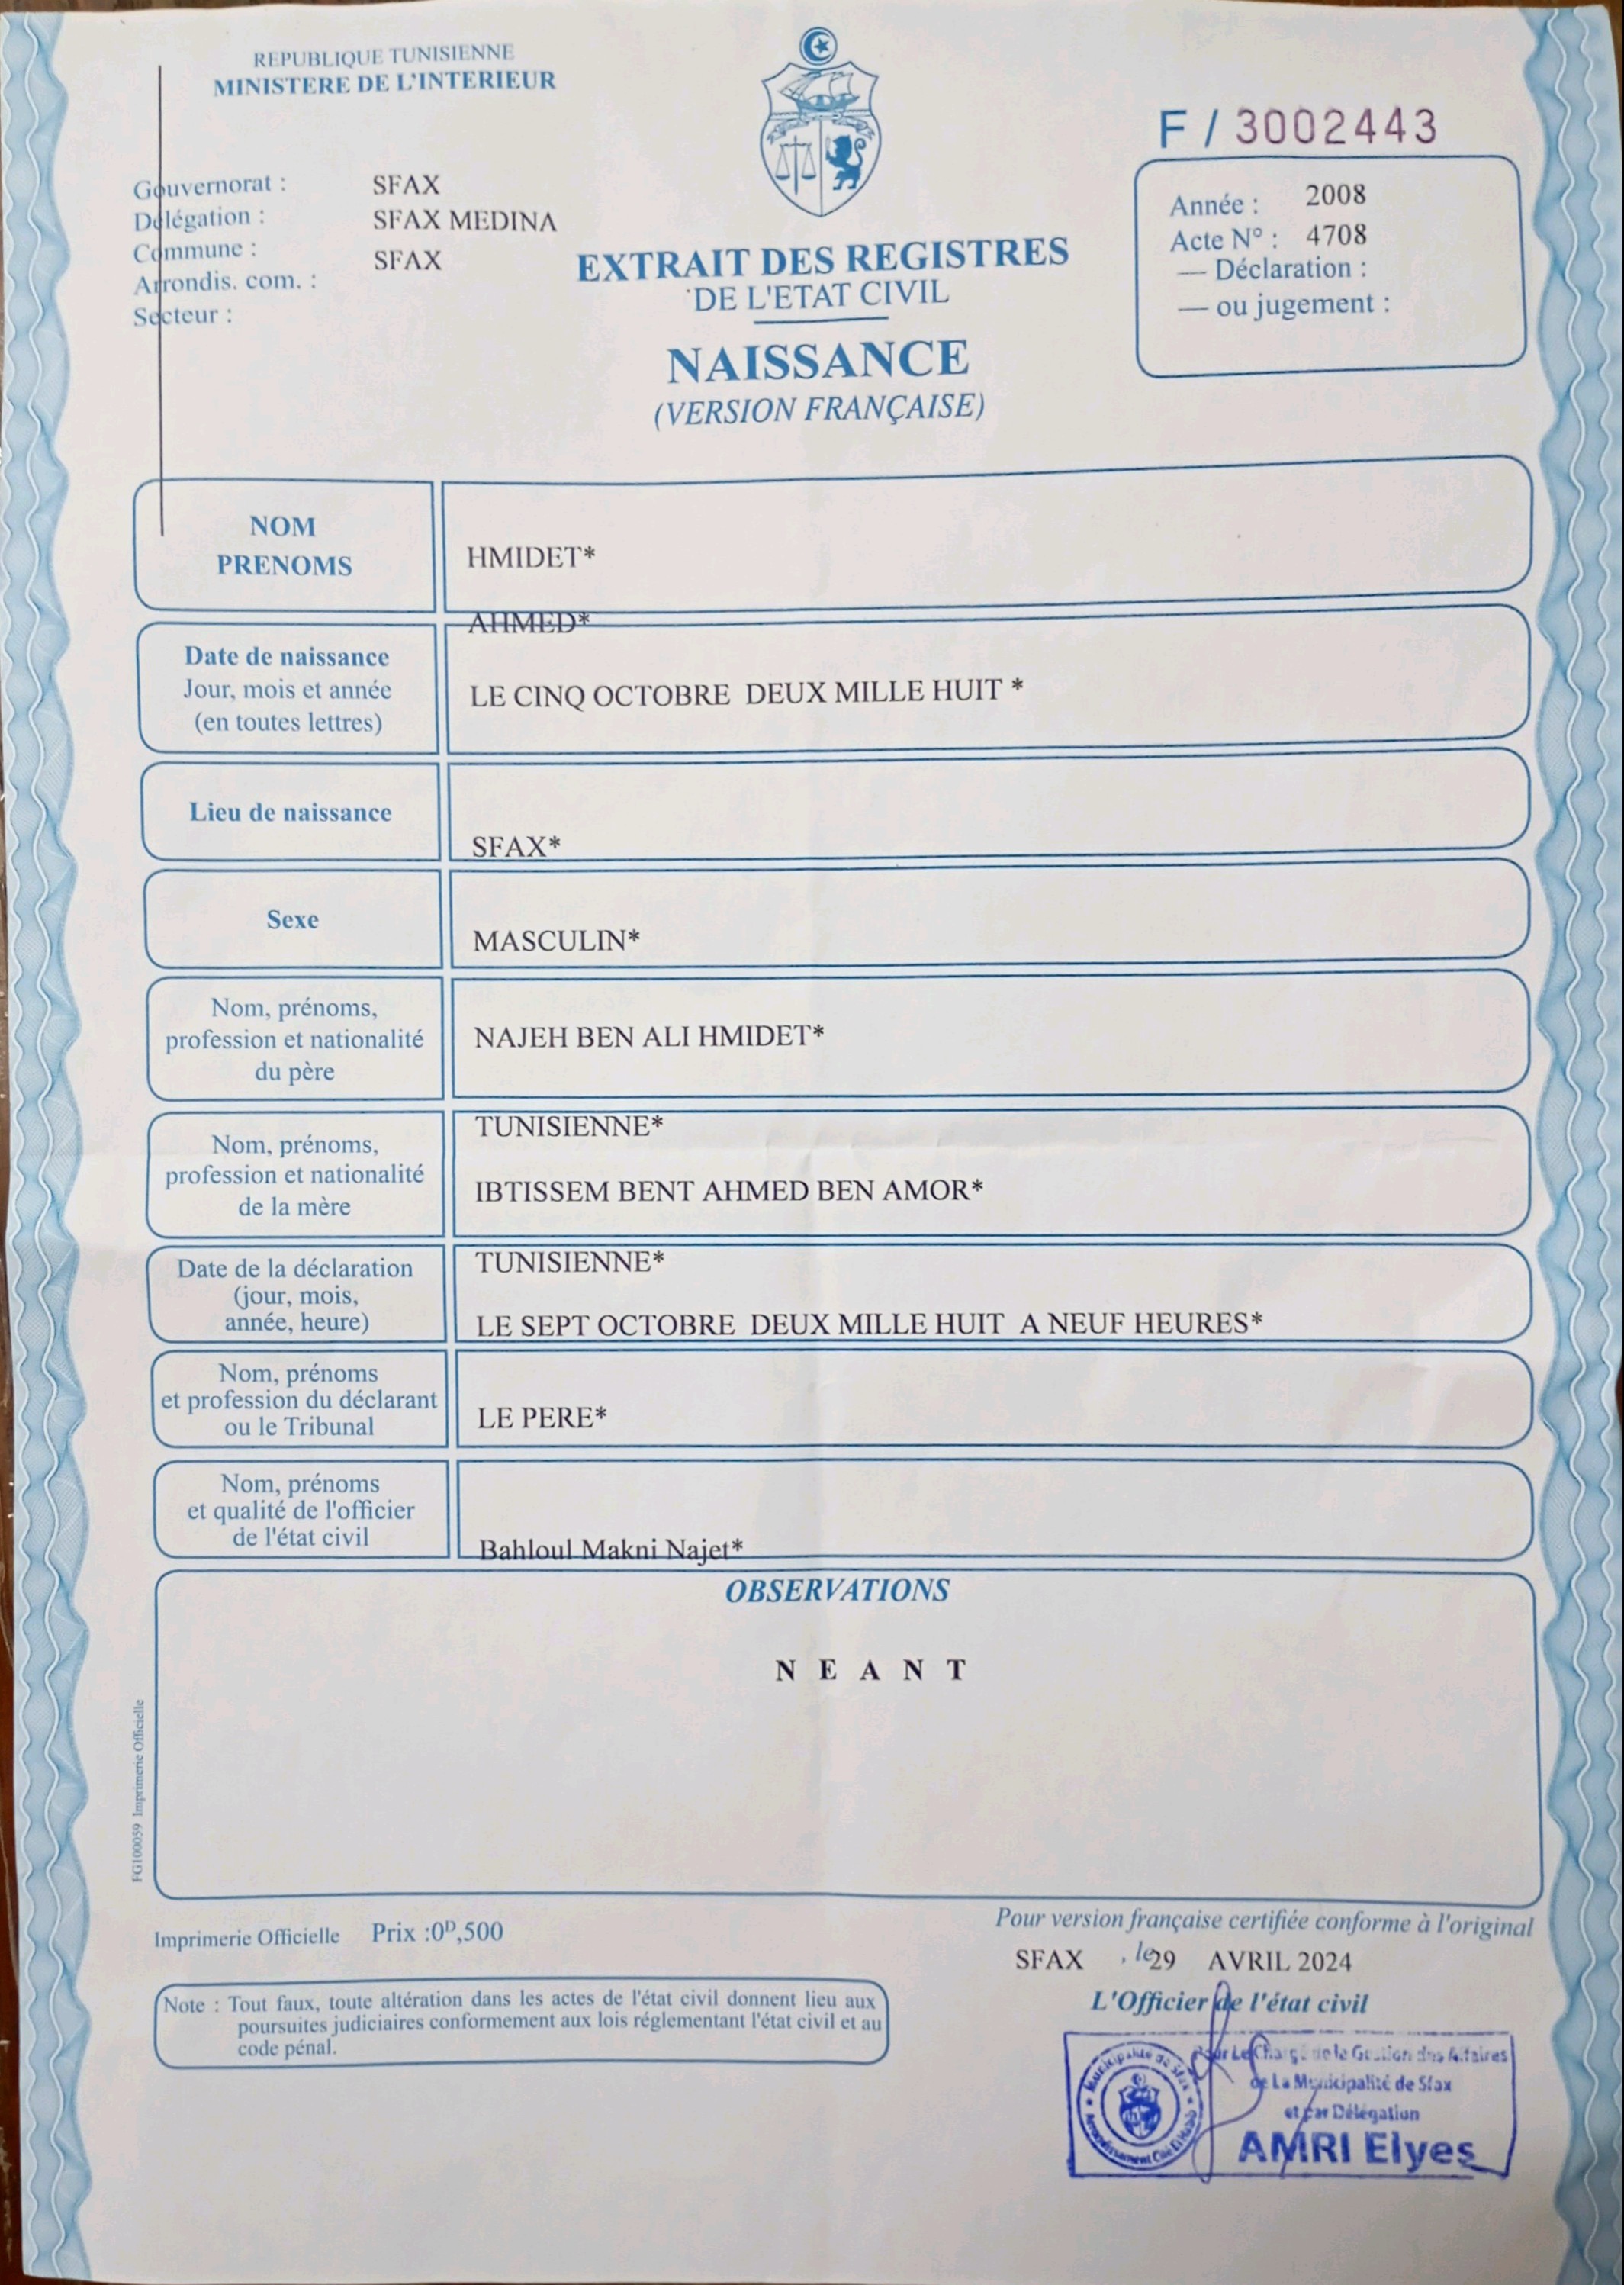 REPUBLIQUE TUNISIENNE
MINISTERE DE L'INTERIEUR
F / 3002443
Gouvernorat : SFAX
Délégation : SFAX MEDINA
Commune : SFAX
Arrondis. com. :
Secteur :
Année : 2008
Acte N° : 4708
— Déclaration :
— ou jugement :
EXTRAIT DES REGISTRES
DE L'ETAT CIVIL
NAISSANCE
(VERSION FRANÇAISE)
NOM
PRENOMS
HMIDET*
AHMED*
Date de naissance
Jour, mois et année
(en toutes lettres)
LE CINQ OCTOBRE DEUX MILLE HUIT *
Lieu de naissance
SFAX*
Sexe
MASCULIN*
Nom, prénoms,
profession et nationalité
du père
NAJEH BEN ALI HMIDET*
TUNISIENNE*
Nom, prénoms,
profession et nationalité
de la mère
IBTISSEM BENT AHMED BEN AMOR*
TUNISIENNE*
Date de la déclaration
(jour, mois,
année, heure)
LE SEPT OCTOBRE DEUX MILLE HUIT A NEUF HEURES*
Nom, prénoms
et profession du déclarant
ou le Tribunal
LE PERE*
Nom, prénoms
et qualité de l'officier
de l'état civil
Bahloul Makni Najet*
OBSERVATIONS
N E A N T
FG100059 Imprimerie Officielle
Imprimerie Officielle Prix :0ᴰ,500
Note : Tout faux, toute altération dans les actes de l'état civil donnent lieu aux
poursuites judiciaires conformement aux lois réglementant l'état civil et au
code pénal.
Pour version française certifiée conforme à l'original
SFAX , le 29 AVRIL 2024
L'Officier de l'état civil
Pour Le Chargé de la Gestion des Affaires
de La Municipalité de Sfax
et par Délégation
AMRI Elyes
Municipalité de Sfax
Arrondissement Cité